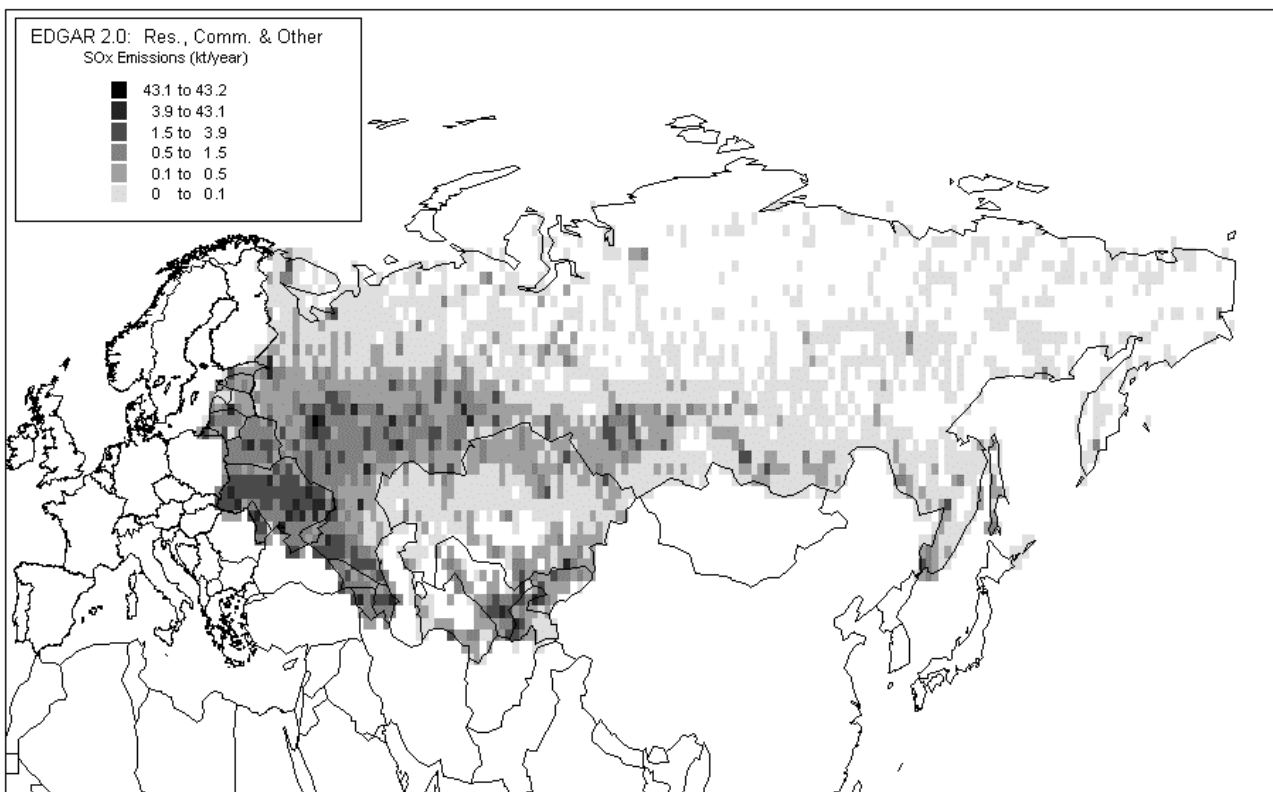 EDGAR 2.0: Res., Comm. & Other
SOx Emissions (kt/year)
43.1 to 43.2
3.9 to 43.1
1.5 to 3.9
0.5 to 1.5
0.1 to 0.5
0 to 0.1